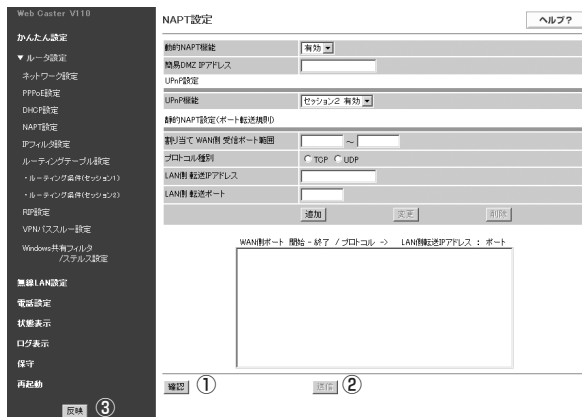 Web Caster V110
かんたん設定
▼ ルータ設定
ネットワーク設定
PPPoE設定
DHCP設定
NAPT設定
IPフィルタ設定
ルーティングテーブル設定
・ルーティング条件(セッション1)
・ルーティング条件(セッション2)
RIP設定
VPNパススルー設定
Windows共有フィルタ
/ステルス設定
無線LAN設定
電話設定
状態表示
ログ表示
保守
再起動
反映 ③
NAPT設定 ヘルプ?
動的NAPT機能 有効
簡易DMZ IPアドレス
UPnP設定
UPnP機能 セッション2 有効
静的NAPT設定(ポート転送規則)
割り当て WAN側 受信ポート範囲 ~
プロトコル種別 TCP UDP
LAN側 転送IPアドレス
LAN側 転送ポート
追加 変更 削除
WAN側ポート 開始 - 終了 / プロトコル -> LAN側転送IPアドレス : ポート
確認 ① 送信 ②